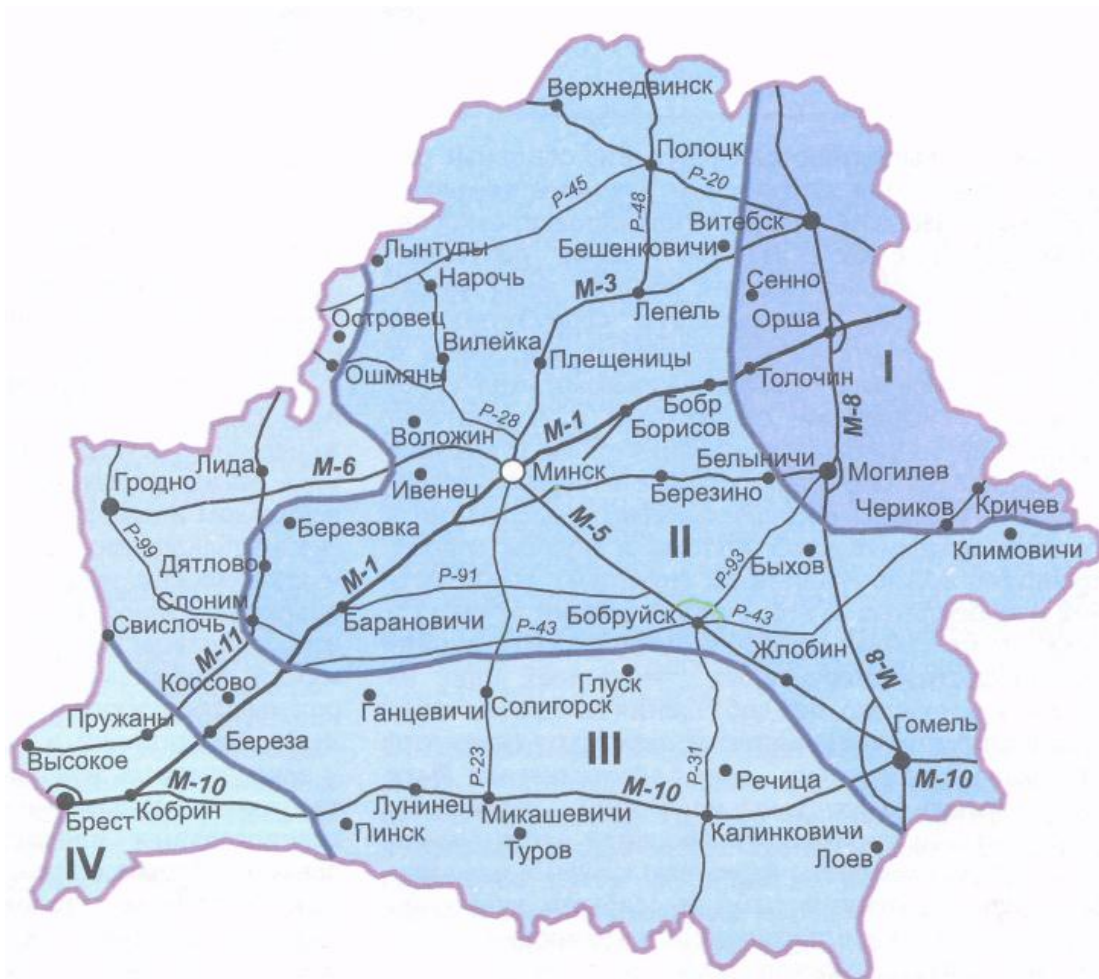 Верхнедвинск
Полоцк
Р-20
Р-45
Р-48
Витебск
Бешенковичи
Лынтупы
Нарочь
М-3
Лепель
Сенно
Орша
Островец
Вилейка
Плещеницы
Ошмяны
Толочин
I
Бобр
М-8
Р-28
М-1
Борисов
Воложин
Лида
М-6
Минск
Белыничи
Могилев
Гродно
Ивенец
Березино
Кричев
Чериков
Березовка
М-5
II
Климовичи
Р-99
Дятлово
М-1
Р-91
Р-93
Быхов
Слоним
Барановичи
Бобруйск
Р-43
Свислочь
Р-43
М-11
Жлобин
М-8
Коссово
Глуск
Ганцевичи
Солигорск
Пружаны
Гомель
Береза
III
Высокое
Р-23
Р-31
Речица
М-10
М-10
Лунинец
М-10
Кобрин
Микашевичи
Брест
Пинск
Калинковичи
Туров
Лоев
IV